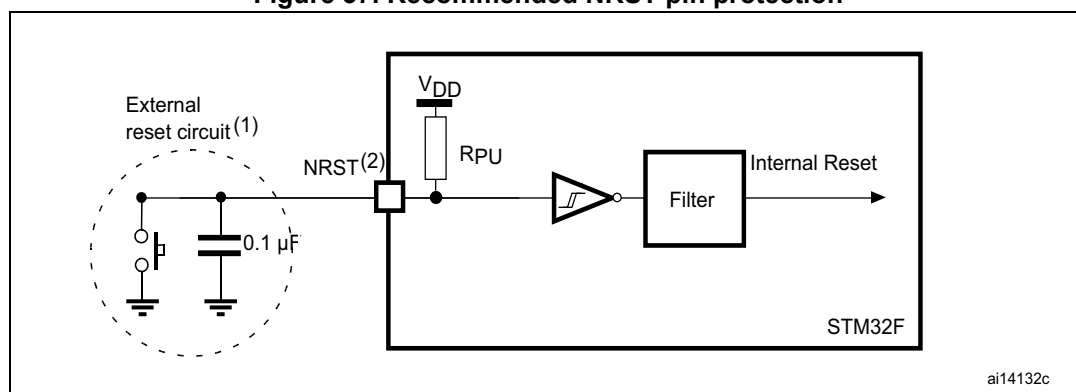 Figure 37. Recommended NRST pin protection
VDD
External
reset circuit(1)
NRST(2)
RPU
Internal Reset
Filter
0.1 μF
STM32F
ai14132c